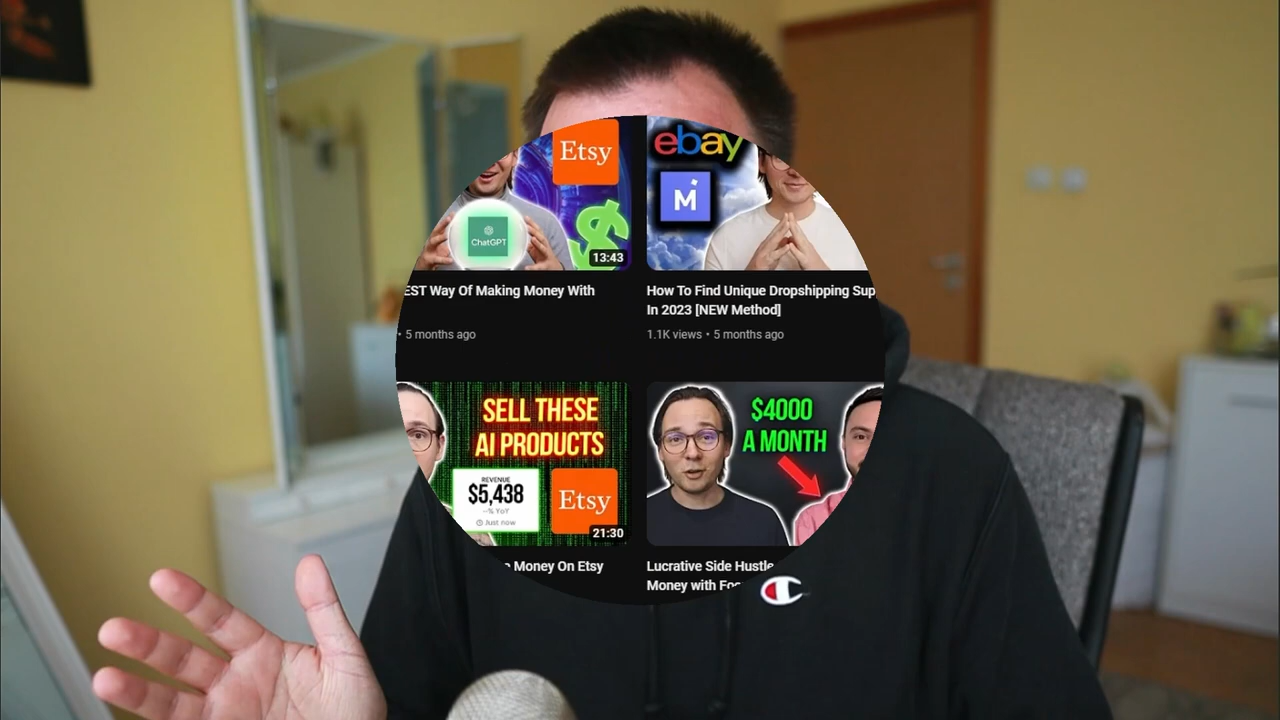 Etsy
ChatGPT
13:43
ebay
M
EST Way Of Making Money With
5 months ago
How To Find Unique Dropshipping Sup
In 2023 [NEW Method]
1.1K views • 5 months ago
SELL THESE
AI PRODUCTS
REVENUE
$5,438
--% YoY
Just now
Etsy
21:30
$4000
A MONTH
Money On Etsy
Lucrative Side Hustle
Money with